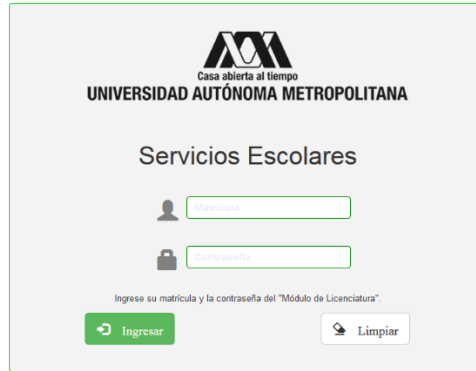 Casa abierta al tiempo
UNIVERSIDAD AUTÓNOMA METROPOLITANA
Servicios Escolares
Matrícula
Contraseña
Ingrese su matrícula y la contraseña del "Módulo de Licenciatura".
Ingresar
Limpiar